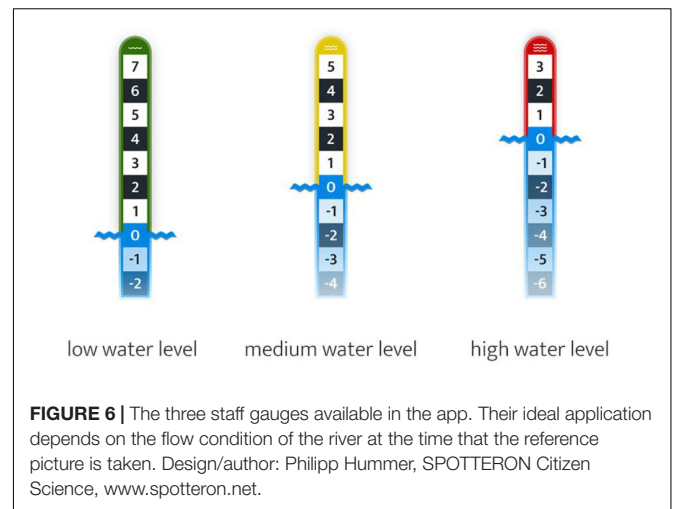 7 5 3
6 4 2
5 3 1
4 2 0
3 1 -1
2 0 -2
1 -1 -3
0 -2 -4
-1 -3 -5
-2 -4 -6
low water level medium water level high water level
FIGURE 6 | The three staff gauges available in the app. Their ideal application
depends on the flow condition of the river at the time that the reference
picture is taken. Design/author: Philipp Hummer, SPOTTERON Citizen
Science, www.spotteron.net.